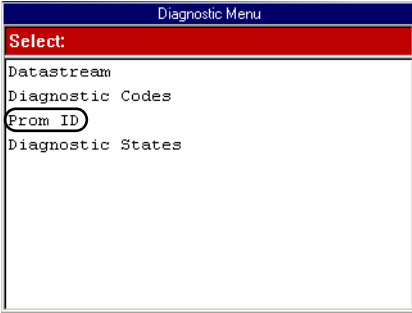 Diagnostic Menu
Select:
Datastream
Diagnostic Codes
Prom ID
Diagnostic States